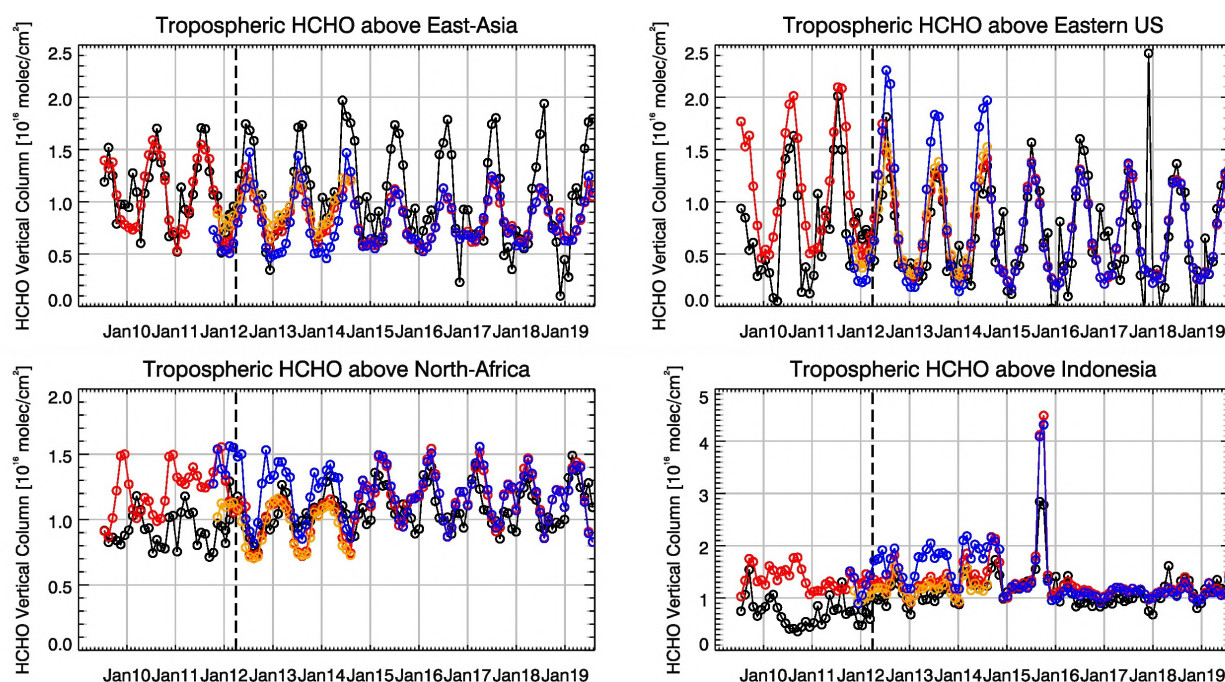 Tropospheric HCHO above East-Asia
HCHO Vertical Column [10¹⁶ molec/cm²]
2.5
2.0
1.5
1.0
0.5
0.0
Jan10Jan11Jan12Jan13Jan14Jan15Jan16Jan17Jan18Jan19
Tropospheric HCHO above Eastern US
HCHO Vertical Column [10¹⁶ molec/cm²]
2.5
2.0
1.5
1.0
0.5
0.0
Jan10Jan11Jan12Jan13Jan14Jan15Jan16Jan17Jan18Jan19
Tropospheric HCHO above North-Africa
HCHO Vertical Column [10¹⁶ molec/cm²]
2.0
1.5
1.0
0.5
0.0
Jan10Jan11Jan12Jan13Jan14Jan15Jan16Jan17Jan18Jan19
Tropospheric HCHO above Indonesia
HCHO Vertical Column [10¹⁶ molec/cm²]
5
4
3
2
1
0
Jan10Jan11Jan12Jan13Jan14Jan15Jan16Jan17Jan18Jan19